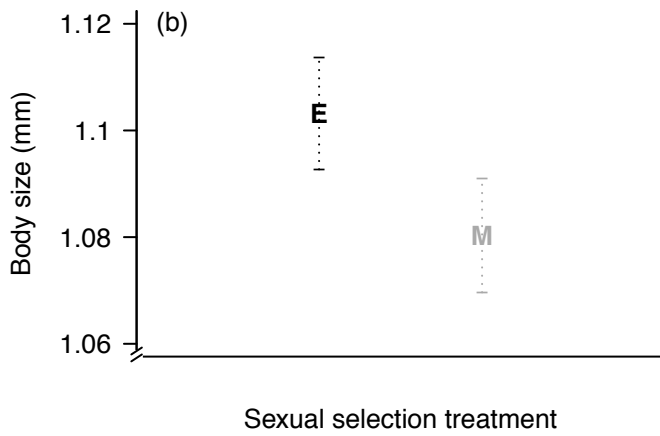 (b)
1.12
1.1
1.08
1.06
Body size (mm)
E
M
Sexual selection treatment